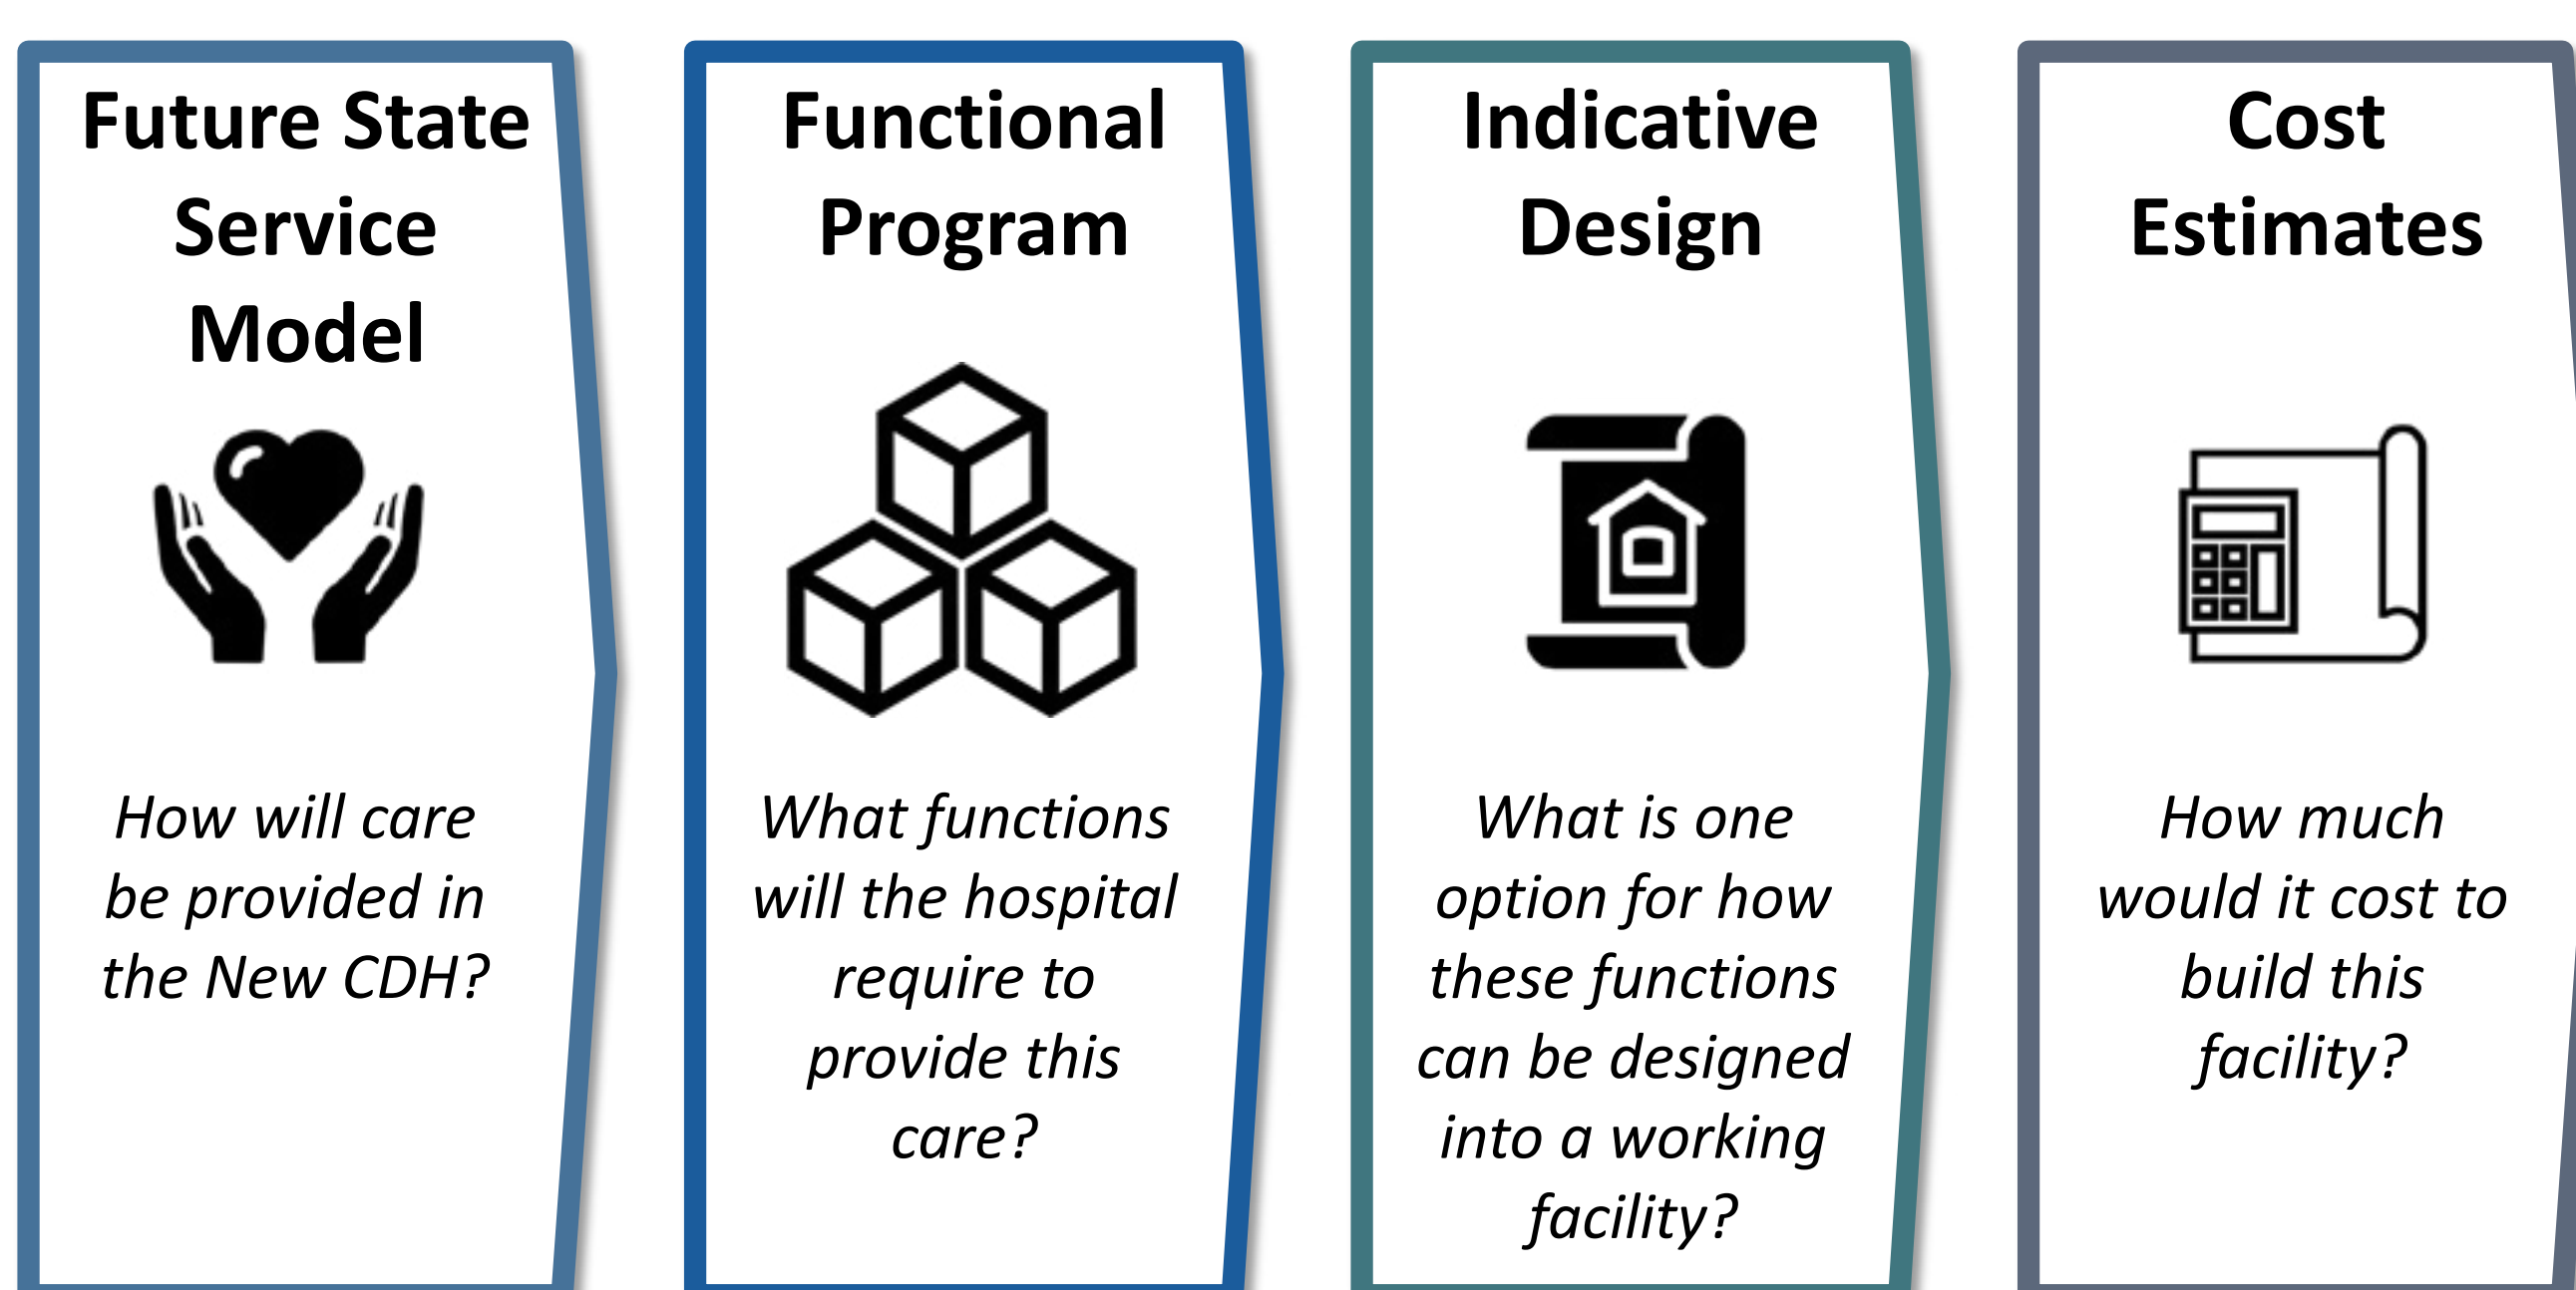 Future State
Service
Model
How will care
be provided in
the New CDH?
Functional
Program
What functions
will the hospital
require to
provide this
care?
Indicative
Design
What is one
option for how
these functions
can be designed
into a working
facility?
Cost
Estimates
How much
would it cost to
build this
facility?